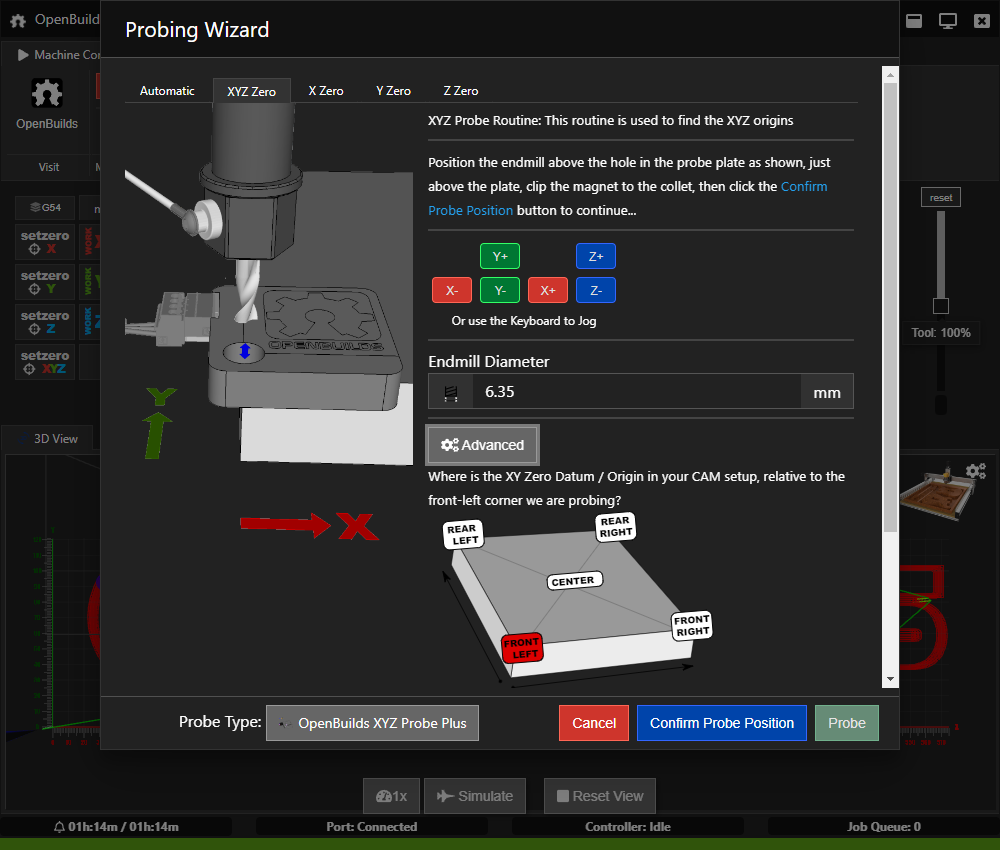 OpenBuild
Probing Wizard
Machine Co
OpenBuilds
Visit
Automatic
XYZ Zero
X Zero
Y Zero
Z Zero
XYZ Probe Routine: This routine is used to find the XYZ origins
Position the endmill above the hole in the probe plate as shown, just
above the plate, clip the magnet to the collet, then click the Confirm
Probe Position button to continue...
G54
reset
setzero
X
WORK
setzero
Y
WORK
setzero
Z
WORK
setzero
XYZ
Y+
Z+
X-
Y-
X+
Z-
Or use the Keyboard to Jog
Tool: 100%
OPENBUILDS
Endmill Diameter
6.35
mm
Y
X
Advanced
3D View
Where is the XY Zero Datum / Origin in your CAM setup, relative to the
front-left corner we are probing?
REAR
LEFT
REAR
RIGHT
CENTER
FRONT
LEFT
FRONT
RIGHT
Probe Type:
OpenBuilds XYZ Probe Plus
Cancel
Confirm Probe Position
Probe
1x
Simulate
Reset View
01h:14m / 01h:14m
Port: Connected
Controller: Idle
Job Queue: 0